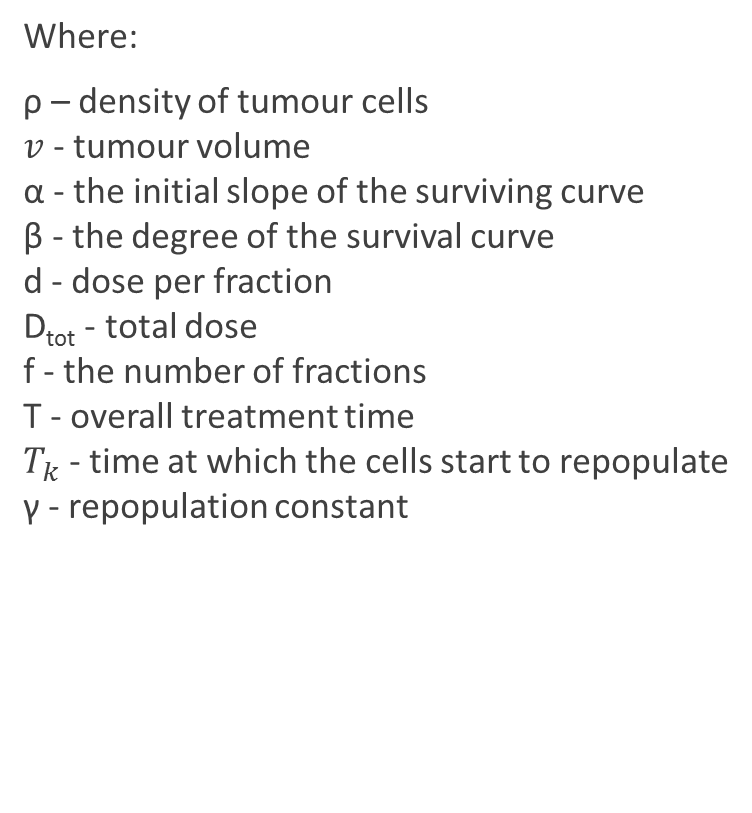 Where:
ρ – density of tumour cells
𝑣 - tumour volume
α - the initial slope of the surviving curve
β - the degree of the survival curve
d - dose per fraction
Dtot - total dose
f - the number of fractions
T - overall treatment time
𝑇𝑘 - time at which the cells start to repopulate
γ - repopulation constant